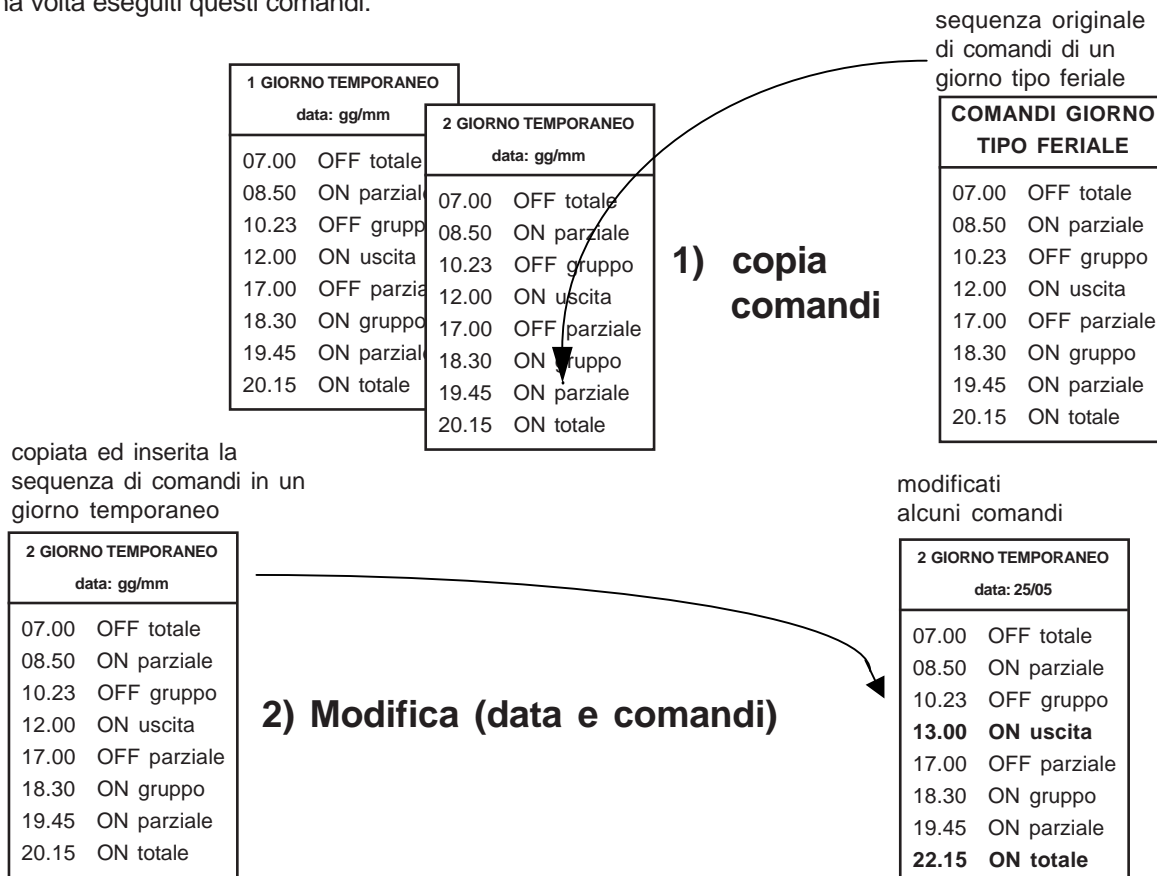 na volta eseguiti questi comandi.
sequenza originale
di comandi di un
giorno tipo feriale
1 GIORNO TEMPORANEO
data: gg/mm
07.00 OFF totale
08.50 ON parziale
10.23 OFF grupp
12.00 ON uscita
17.00 OFF parzia
18.30 ON gruppo
19.45 ON parziale
20.15 ON totale
2 GIORNO TEMPORANEO
data: gg/mm
07.00 OFF totale
08.50 ON parziale
10.23 OFF gruppo
12.00 ON uscita
17.00 OFF parziale
18.30 ON gruppo
19.45 ON parziale
20.15 ON totale
1) copia
comandi
COMANDI GIORNO
TIPO FERIALE
07.00 OFF totale
08.50 ON parziale
10.23 OFF gruppo
12.00 ON uscita
17.00 OFF parziale
18.30 ON gruppo
19.45 ON parziale
20.15 ON totale
copiata ed inserita la
sequenza di comandi in un
giorno temporaneo
2 GIORNO TEMPORANEO
data: gg/mm
07.00 OFF totale
08.50 ON parziale
10.23 OFF gruppo
12.00 ON uscita
17.00 OFF parziale
18.30 ON gruppo
19.45 ON parziale
20.15 ON totale
2) Modifica (data e comandi)
modificati
alcuni comandi
2 GIORNO TEMPORANEO
data: 25/05
07.00 OFF totale
08.50 ON parziale
10.23 OFF gruppo
13.00 ON uscita
17.00 OFF parziale
18.30 ON gruppo
19.45 ON parziale
22.15 ON totale